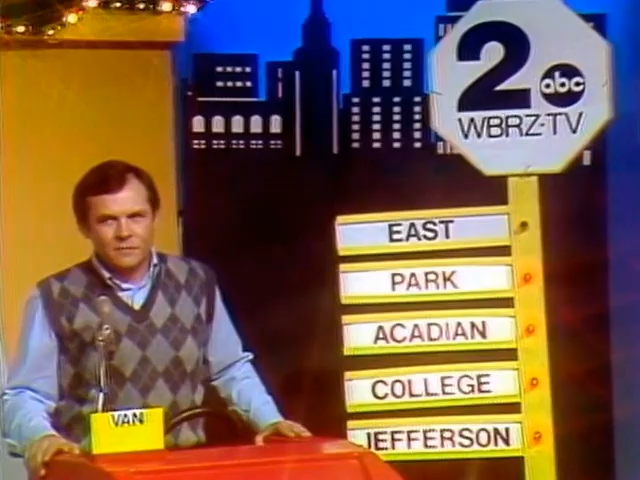 2 abc
WBRZ-TV
EAST
PARK
ACADIAN
COLLEGE
JEFFERSON
VAN